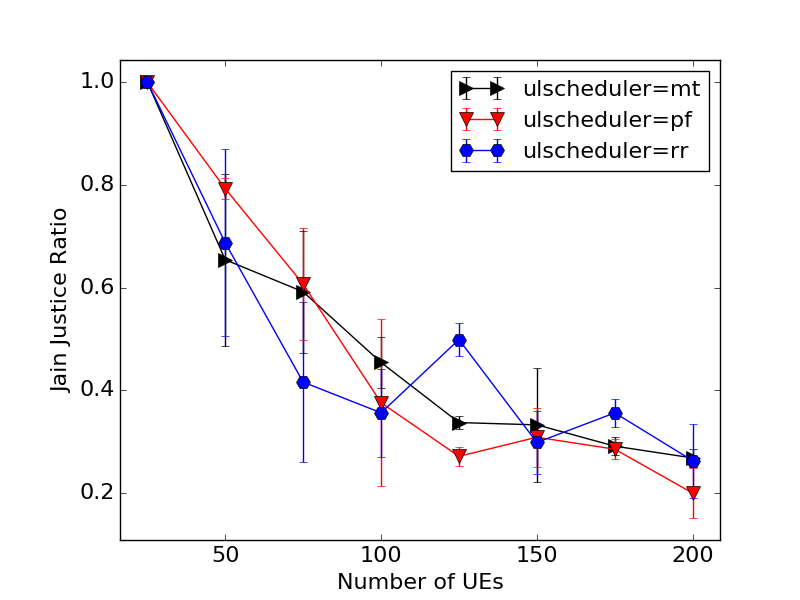 1.0
0.8
0.6
0.4
0.2
Jain Justice Ratio
ulscheduler=mt
ulscheduler=pf
ulscheduler=rr
50 100 150 200
Number of UEs